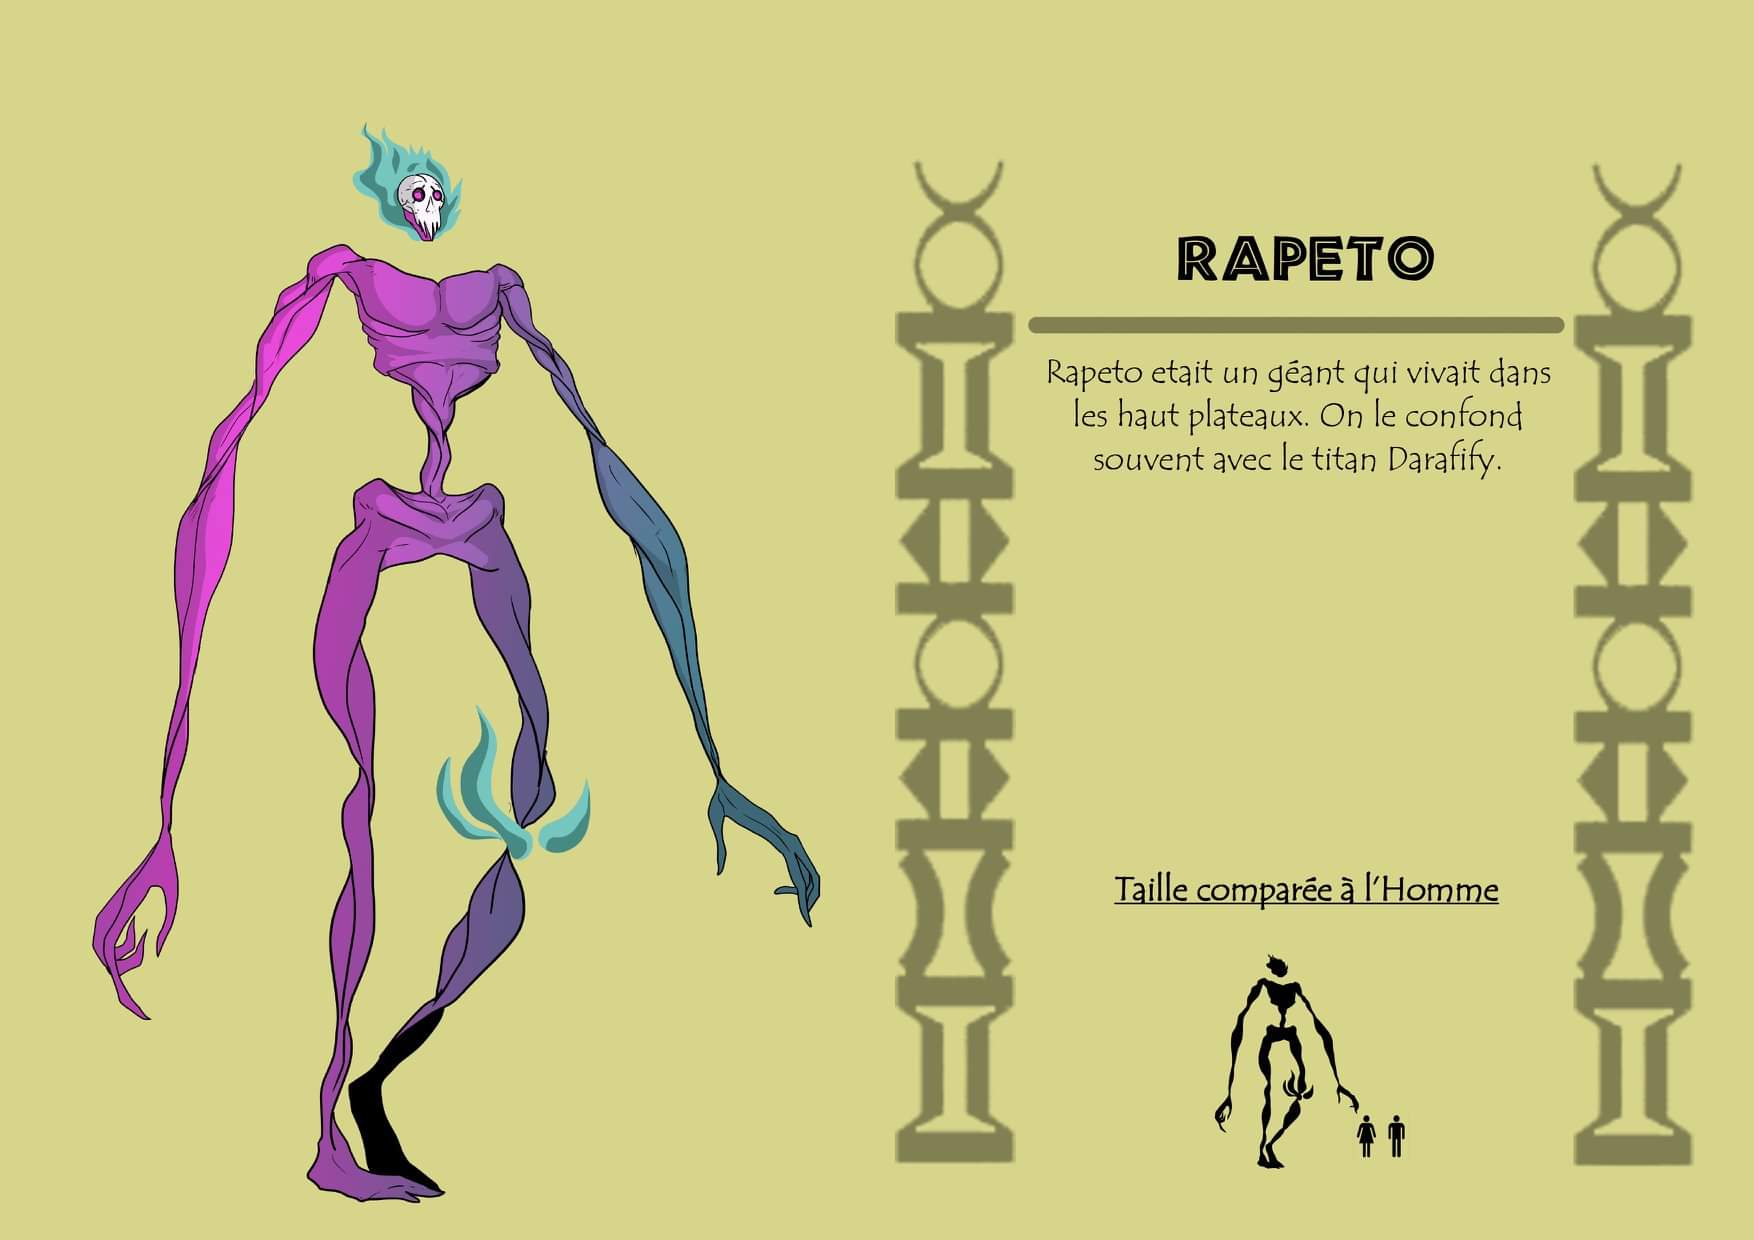 RAPETO
Rapeto etait un géant qui vivait dans
les haut plateaux. On le confond
souvent avec le titan Darafify.
Taille comparée à l'Homme